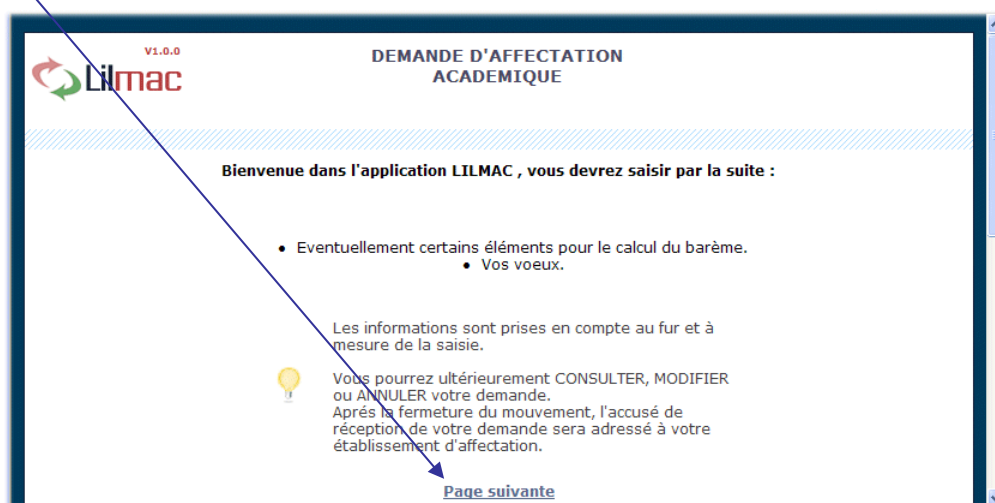 V1.0.0
Lilmac
DEMANDE D'AFFECTATION
ACADEMIQUE
Bienvenue dans l'application LILMAC , vous devrez saisir par la suite :
• Eventuellement certains éléments pour le calcul du barème.
• Vos voeux.
Les informations sont prises en compte au fur et à
mesure de la saisie.
Vous pourrez ultérieurement CONSULTER, MODIFIER
ou ANNULER votre demande.
Aprés la fermeture du mouvement, l'accusé de
réception de votre demande sera adressé à votre
établissement d'affectation.
Page suivante